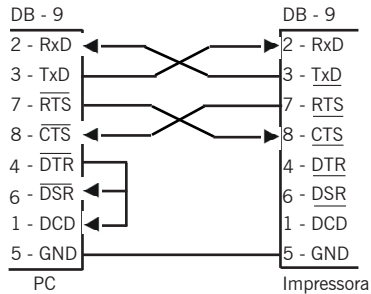 DB - 9
2 - RxD
3 - TxD
7 - RTS
8 - CTS
4 - DTR
6 - DSR
1 - DCD
5 - GND
PC
DB - 9
2 - RxD
3 - TxD
7 - RTS
8 - CTS
4 - DTR
6 - DSR
1 - DCD
5 - GND
Impressora